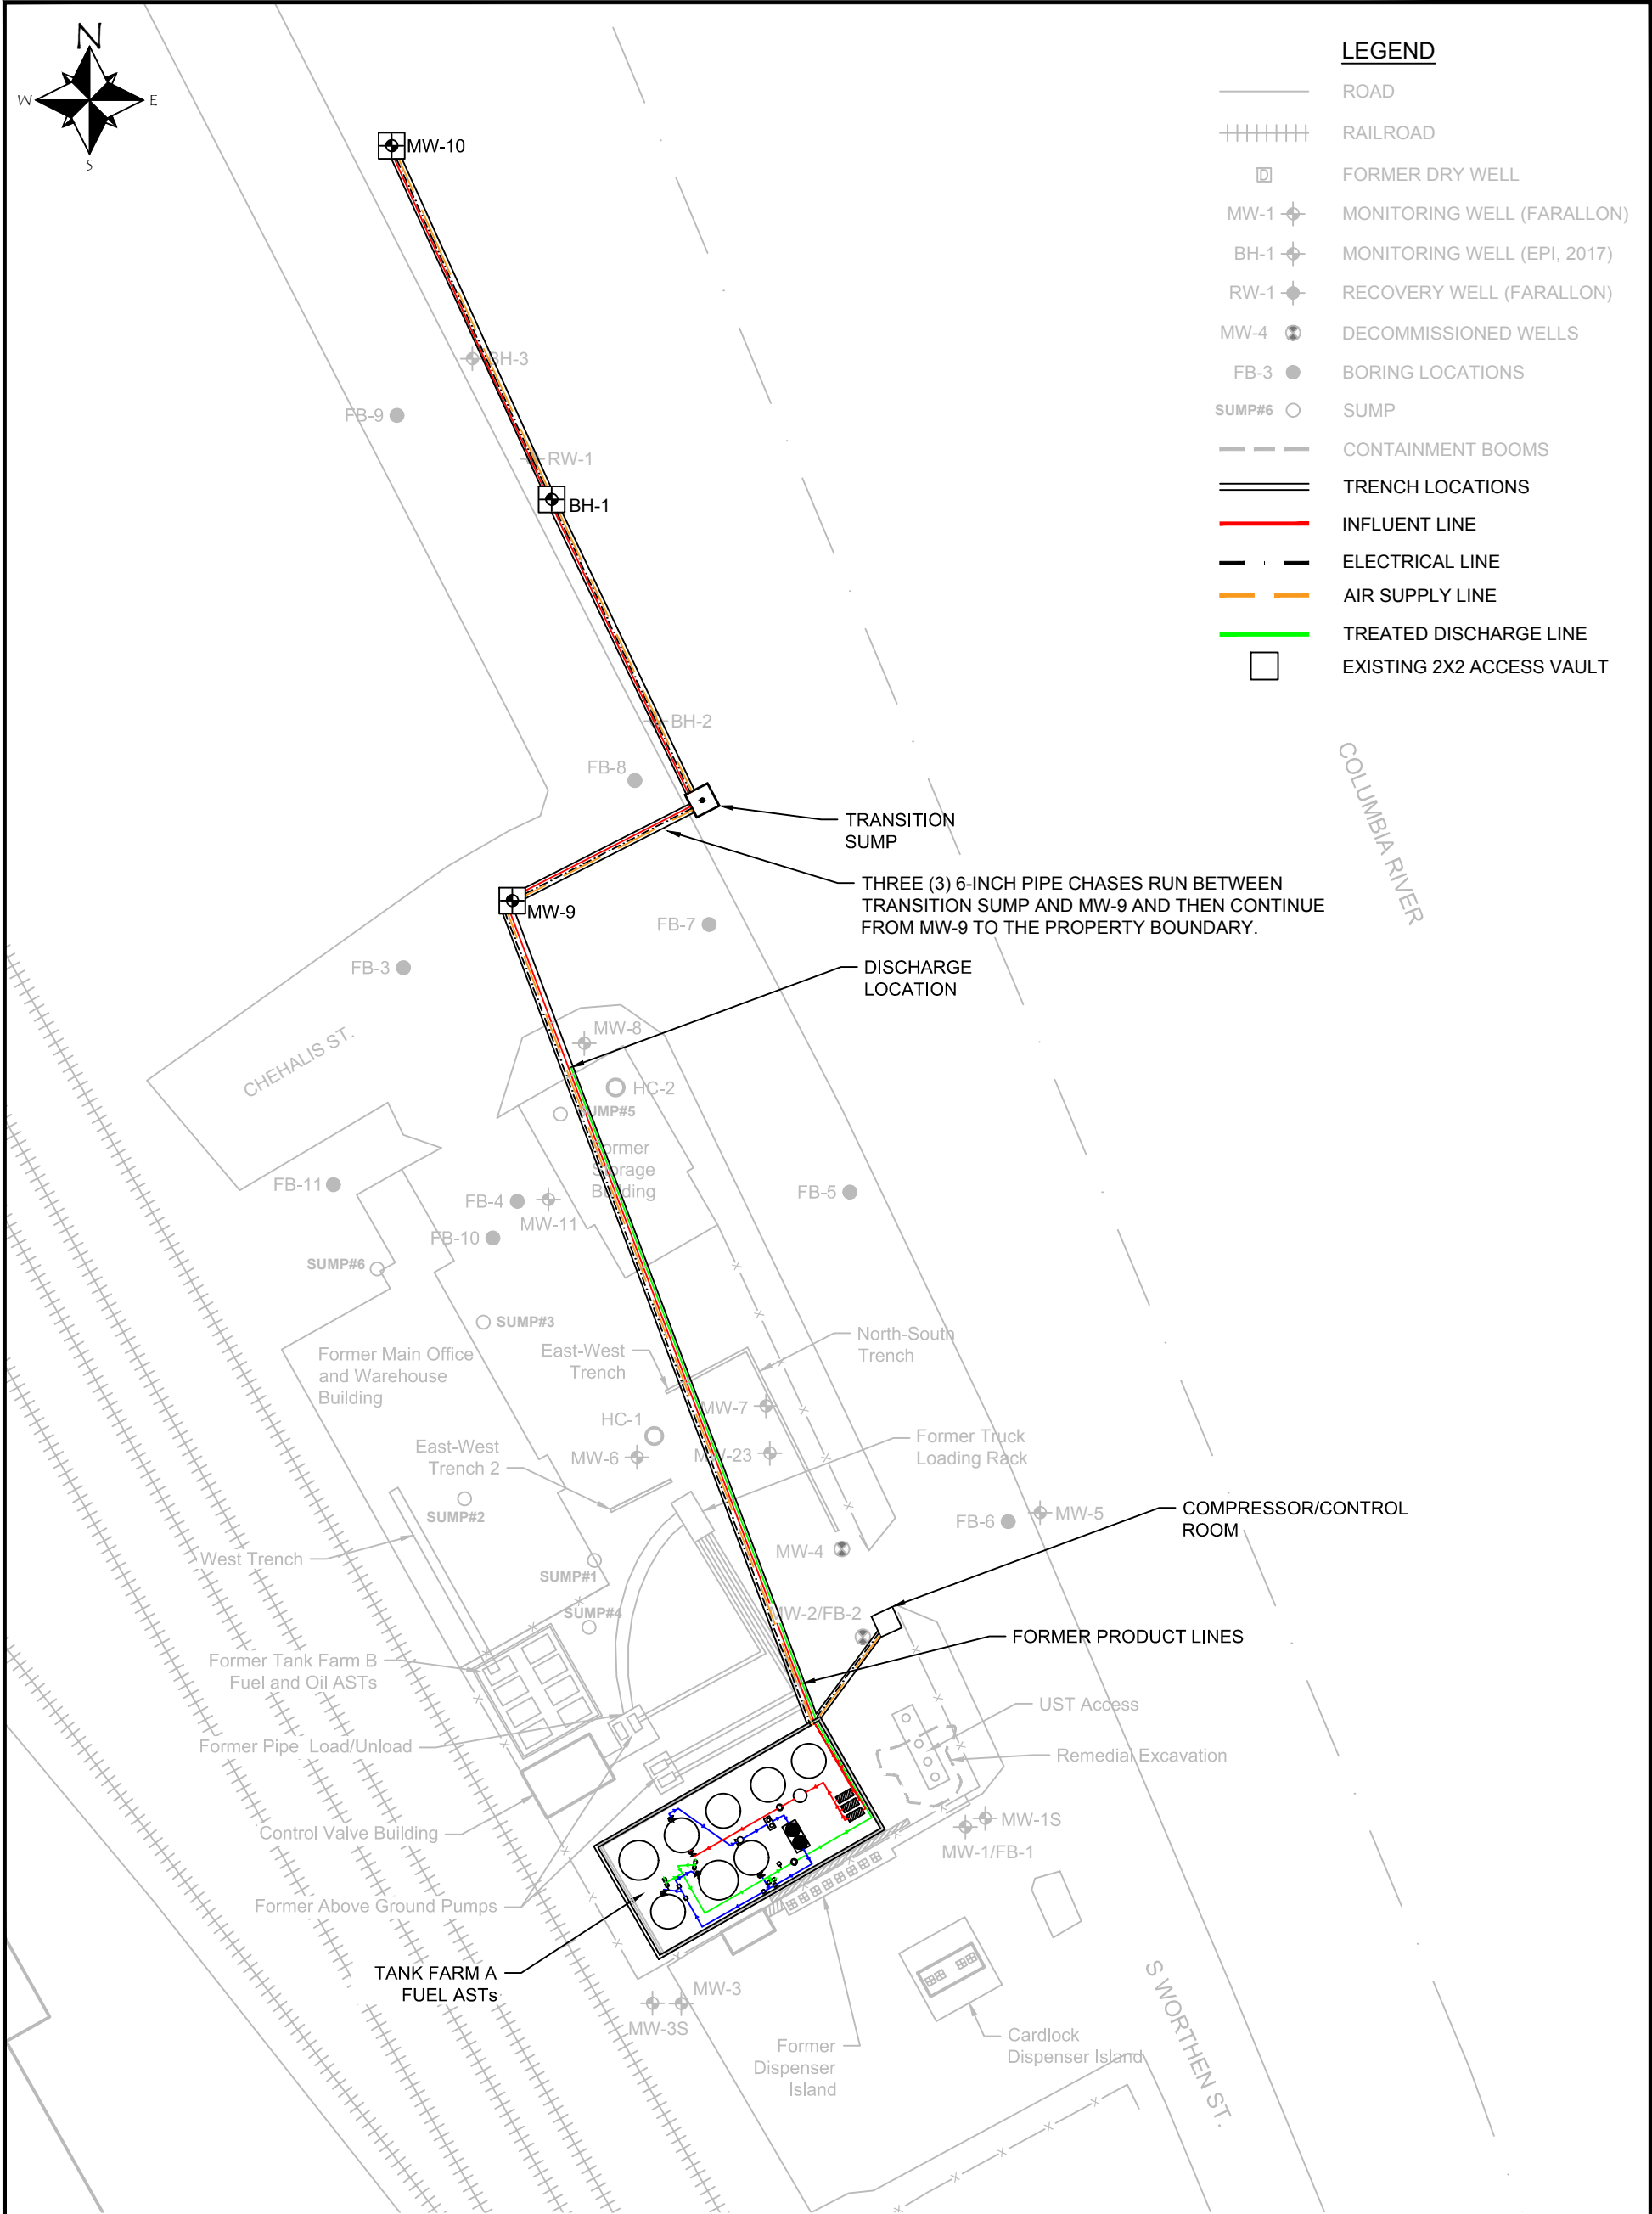 N
W
E
S
LEGEND
ROAD
RAILROAD
D
FORMER DRY WELL
MW-1
MONITORING WELL (FARALLON)
BH-1
MONITORING WELL (EPI, 2017)
RW-1
RECOVERY WELL (FARALLON)
MW-4
DECOMMISSIONED WELLS
FB-3
BORING LOCATIONS
SUMP#6
SUMP
CONTAINMENT BOOMS
TRENCH LOCATIONS
INFLUENT LINE
ELECTRICAL LINE
AIR SUPPLY LINE
TREATED DISCHARGE LINE
EXISTING 2X2 ACCESS VAULT
MW-10
BH-3
FB-9
RW-1
BH-1
BH-2
FB-8
TRANSITION
SUMP
COLUMBIA RIVER
THREE (3) 6-INCH PIPE CHASES RUN BETWEEN
TRANSITION SUMP AND MW-9 AND THEN CONTINUE
FROM MW-9 TO THE PROPERTY BOUNDARY.
MW-9
FB-7
FB-3
DISCHARGE
LOCATION
CHEHALIS ST.
MW-8
HC-2
SUMP#5
Former
Storage
Building
FB-11
FB-4
MW-11
FB-5
FB-10
SUMP#6
SUMP#3
Former Main Office
and Warehouse
Building
East-West
Trench
North-South
Trench
MW-7
HC-1
MW-6
MW-23
Former Truck
Loading Rack
East-West
Trench 2
SUMP#2
COMPRESSOR/CONTROL
ROOM
FB-6
MW-5
West Trench
MW-4
SUMP#1
SUMP#4
MW-2/FB-2
FORMER PRODUCT LINES
Former Tank Farm B
Fuel and Oil ASTs
UST Access
Former Pipe Load/Unload
Remedial Excavation
Control Valve Building
MW-1S
MW-1/FB-1
Former Above Ground Pumps
TANK FARM A
FUEL ASTs
MW-3
MW-3S
Former
Dispenser
Island
Cardlock
Dispenser Island
S WORTHEN ST.